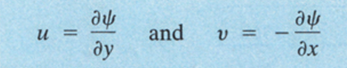 u = ∂ψ/∂y and υ = − ∂ψ/∂x